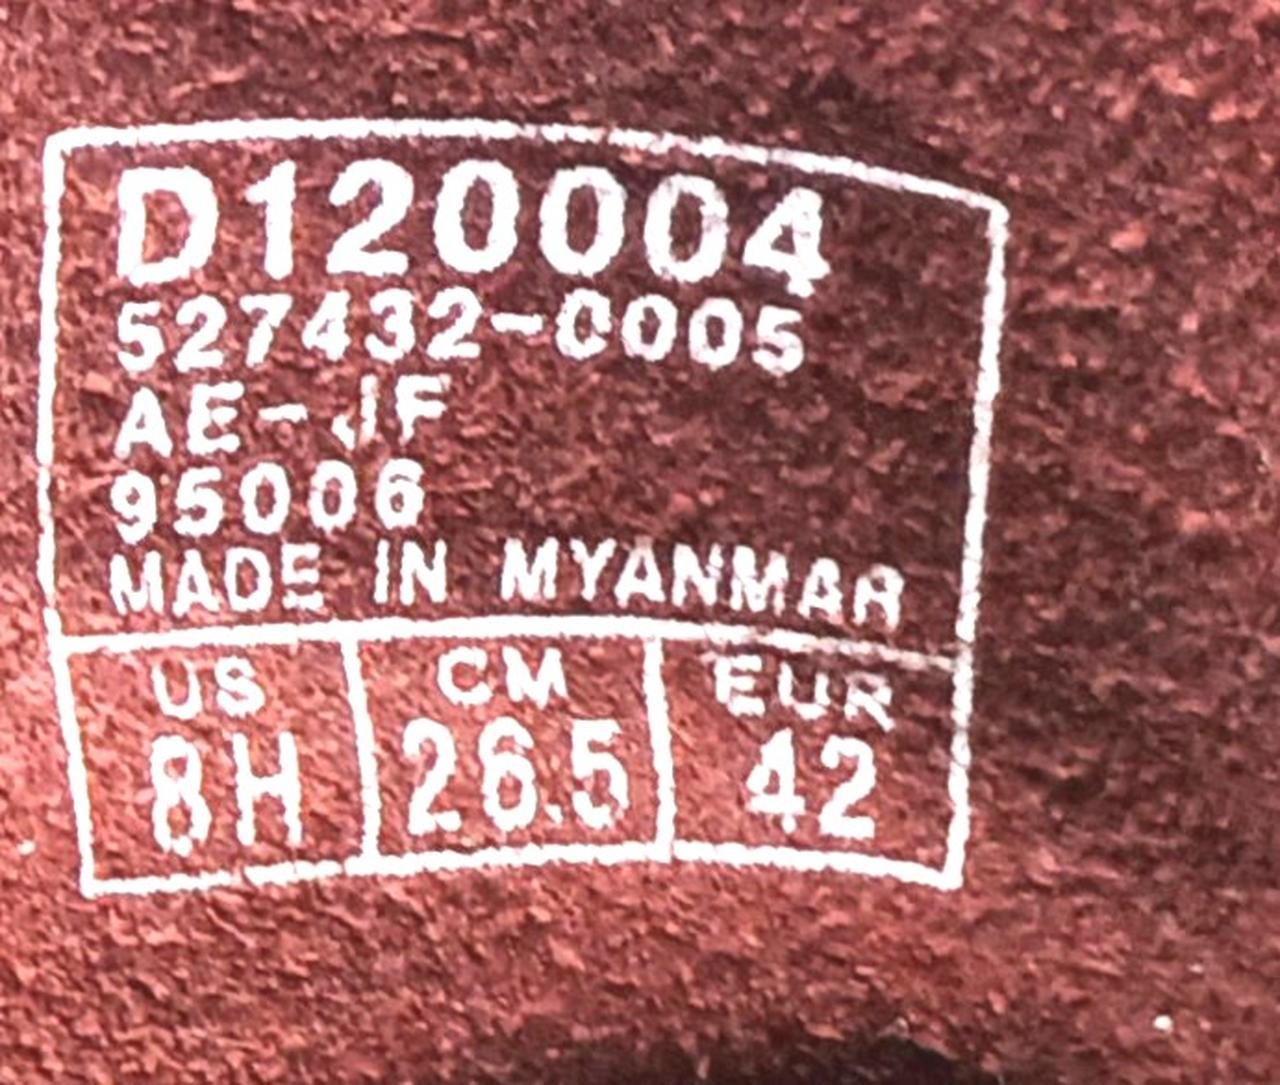 D120004
527432-0005
AE-JF
95006
MADE IN MYANMAR
US CM EUR
8H 26.5 42